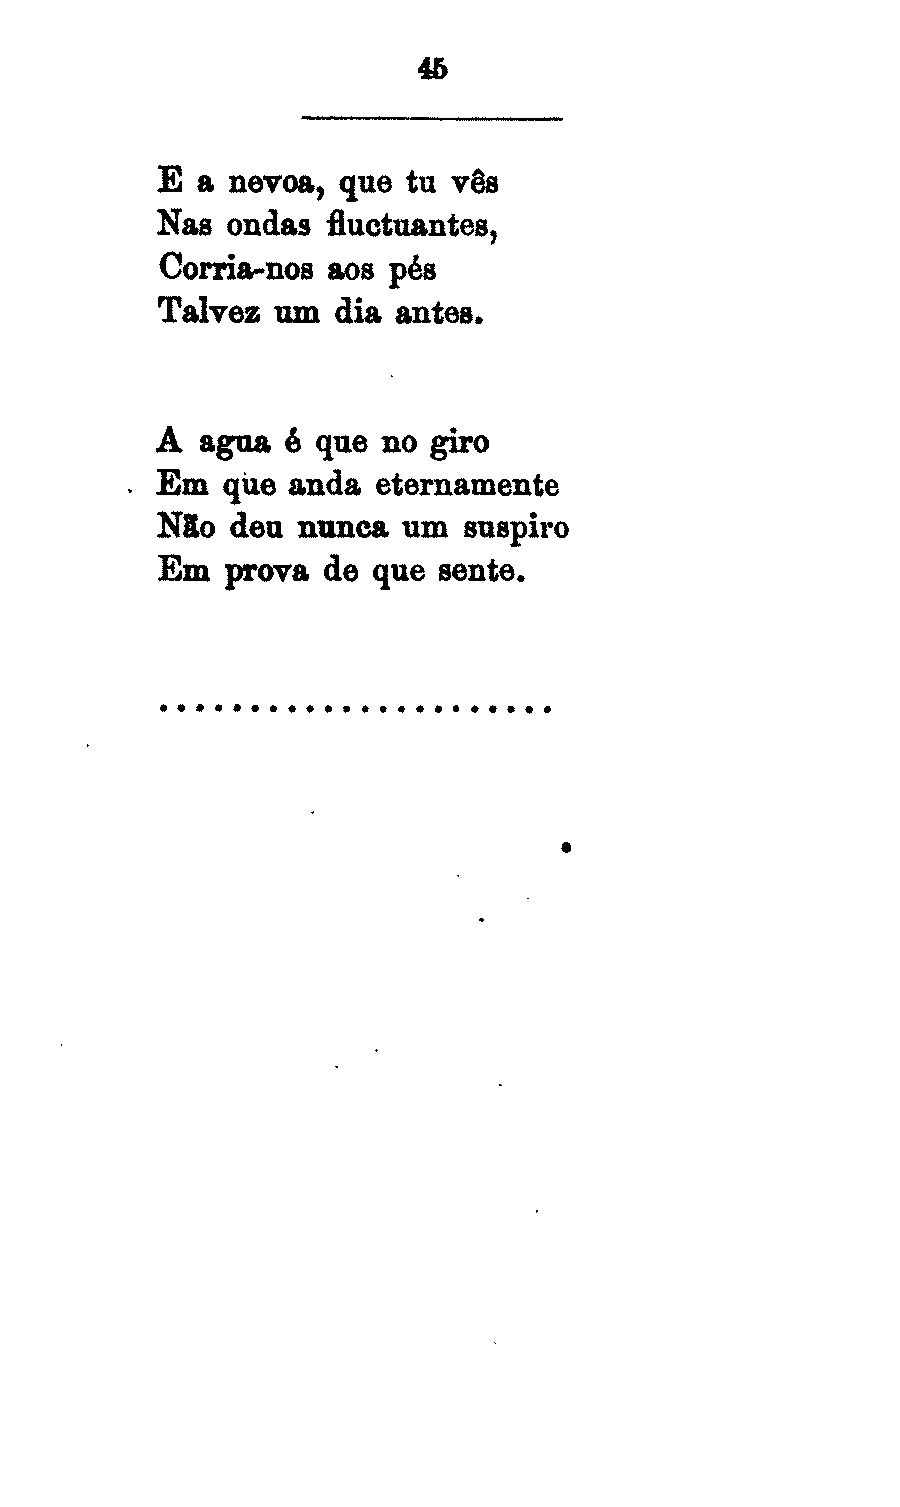 45
E a nevoa, que tu vês
Nas ondas fluctuantes,
Corria-nos aos pés
Talvez um dia antes.
A agua é que no giro
Em que anda eternamente
Não deu nunca um suspiro
Em prova de que sente.
......................